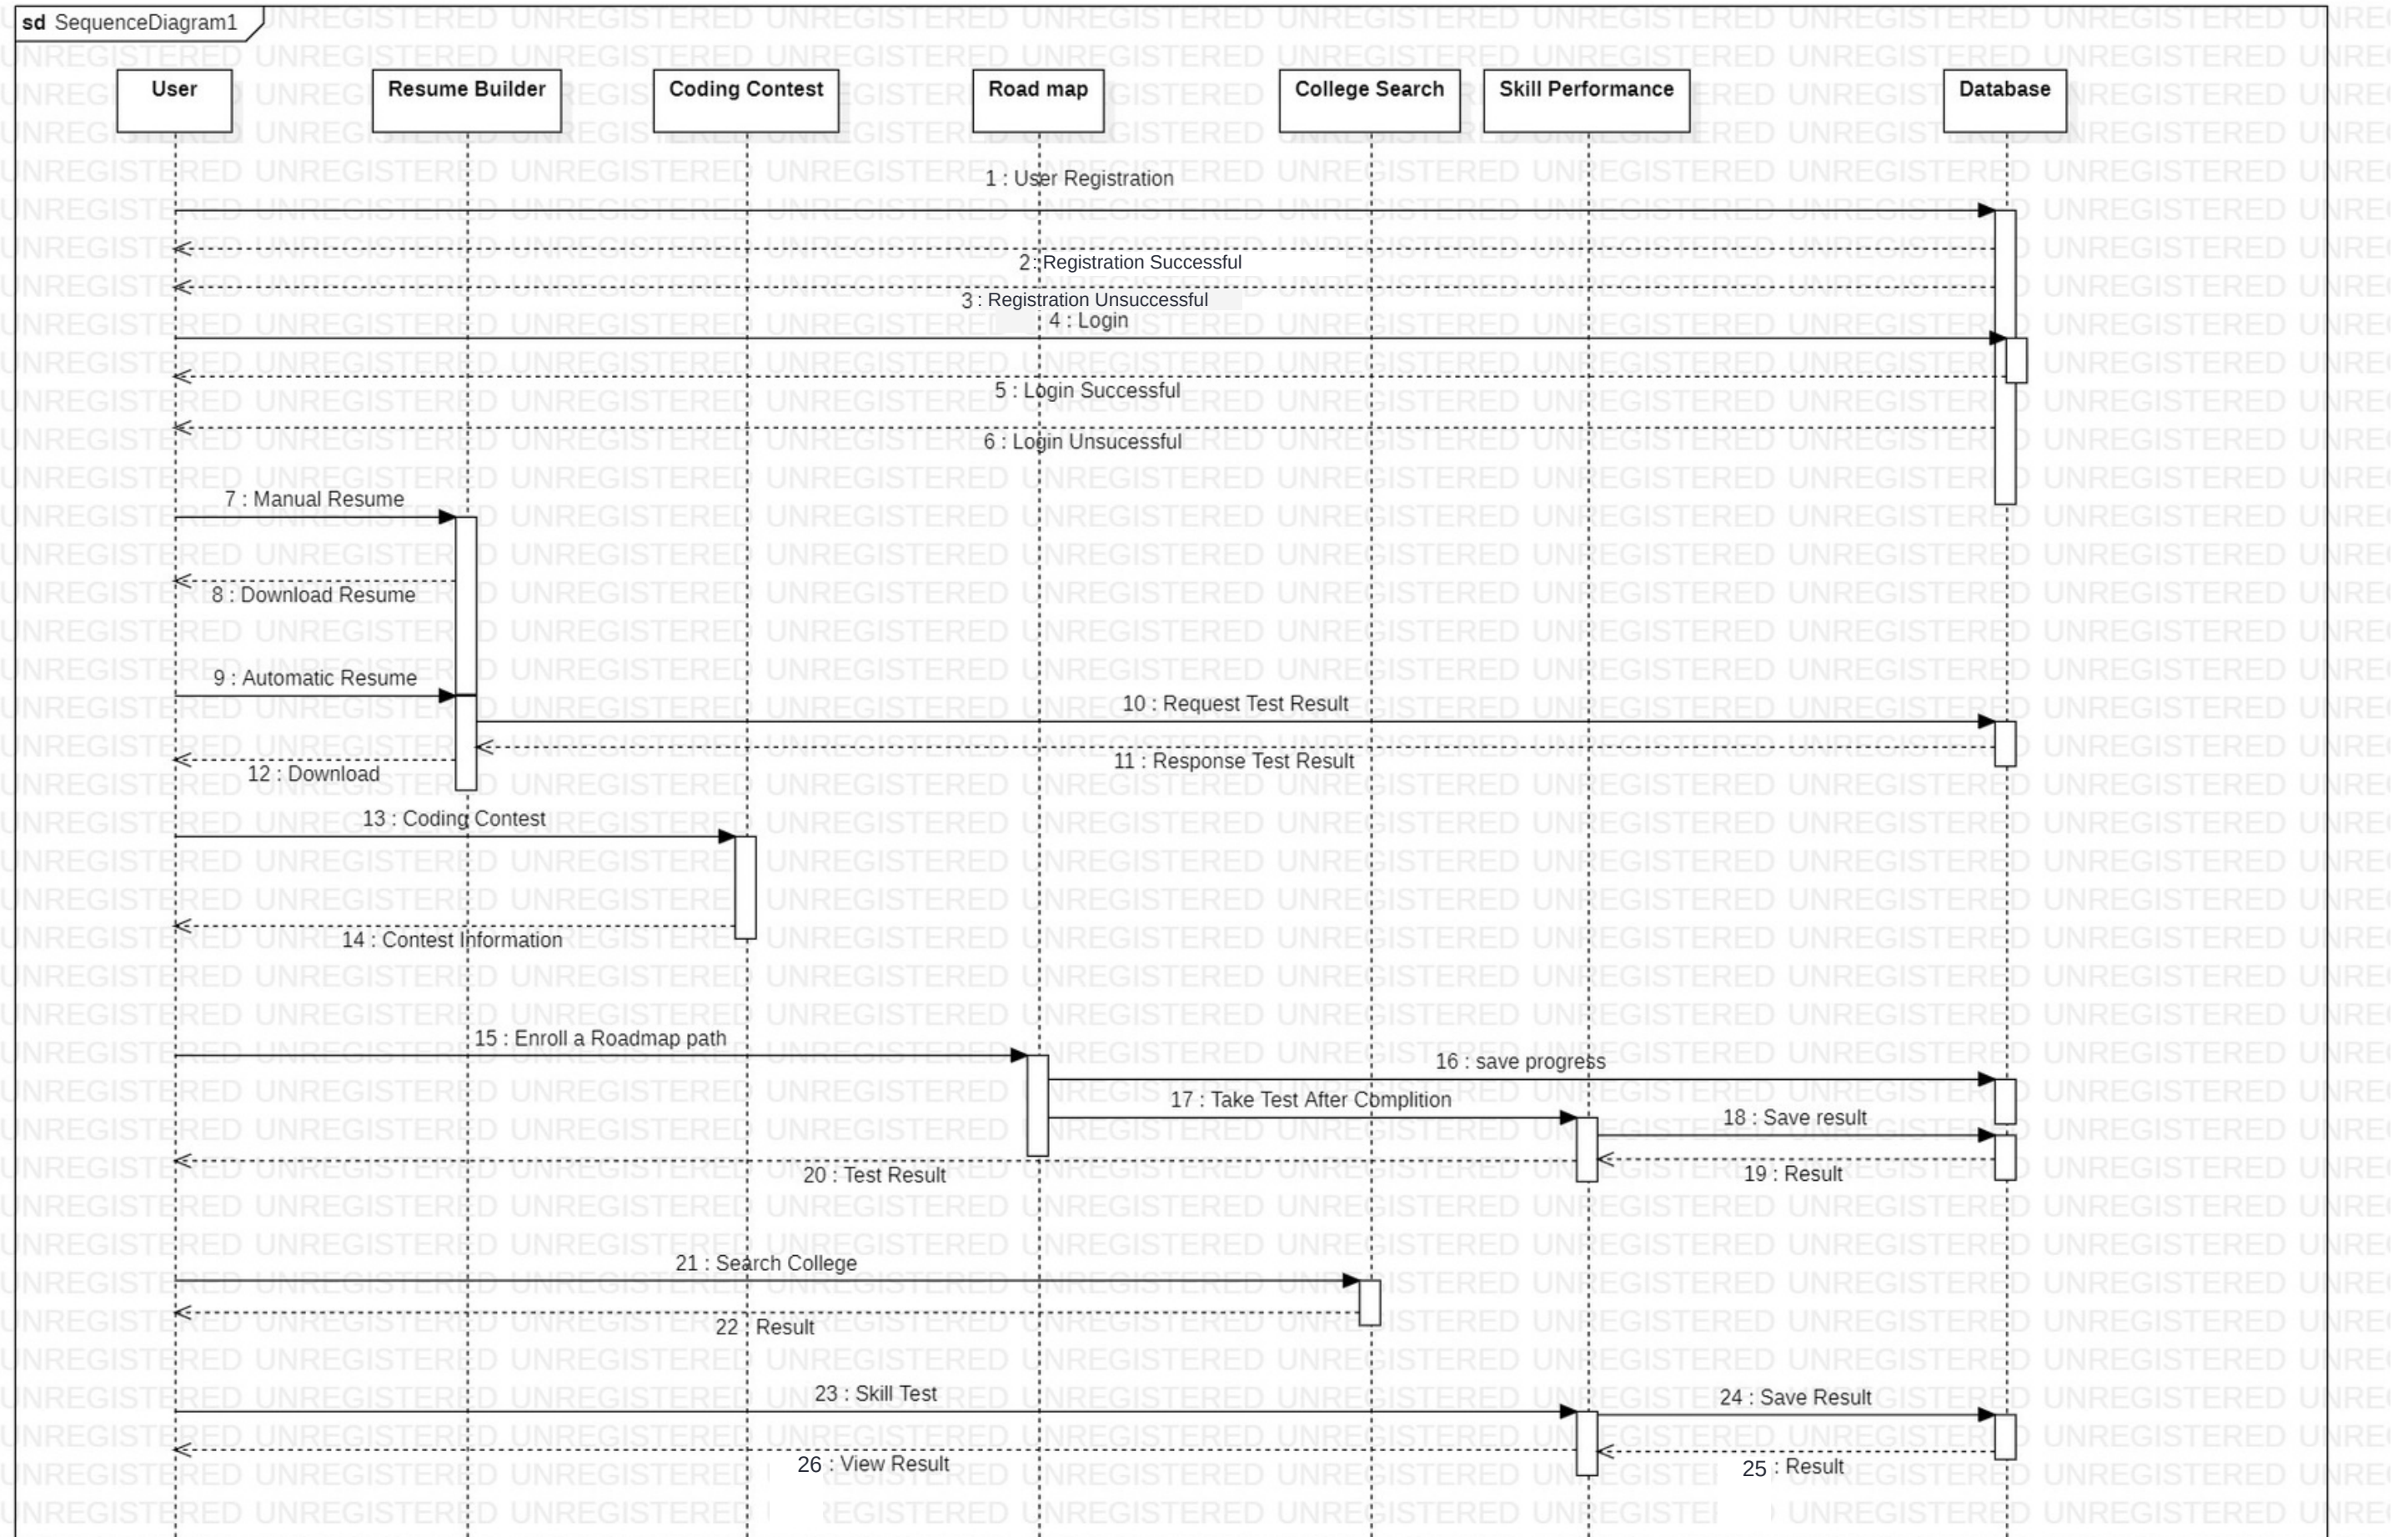 sd SequenceDiagram1
User
Resume Builder
Coding Contest
Road map
College Search
Skill Performance
Database
1 : User Registration
2 : Registration Successful
3 : Registration Unsuccessful
4 : Login
5 : Login Successful
6 : Login Unsucessful
7 : Manual Resume
8 : Download Resume
9 : Automatic Resume
10 : Request Test Result
11 : Response Test Result
12 : Download
13 : Coding Contest
14 : Contest Information
15 : Enroll a Roadmap path
16 : save progress
17 : Take Test After Complition
18 : Save result
19 : Result
20 : Test Result
21 : Search College
22 : Result
23 : Skill Test
24 : Save Result
25 : Result
26 : View Result
UNREGISTERED